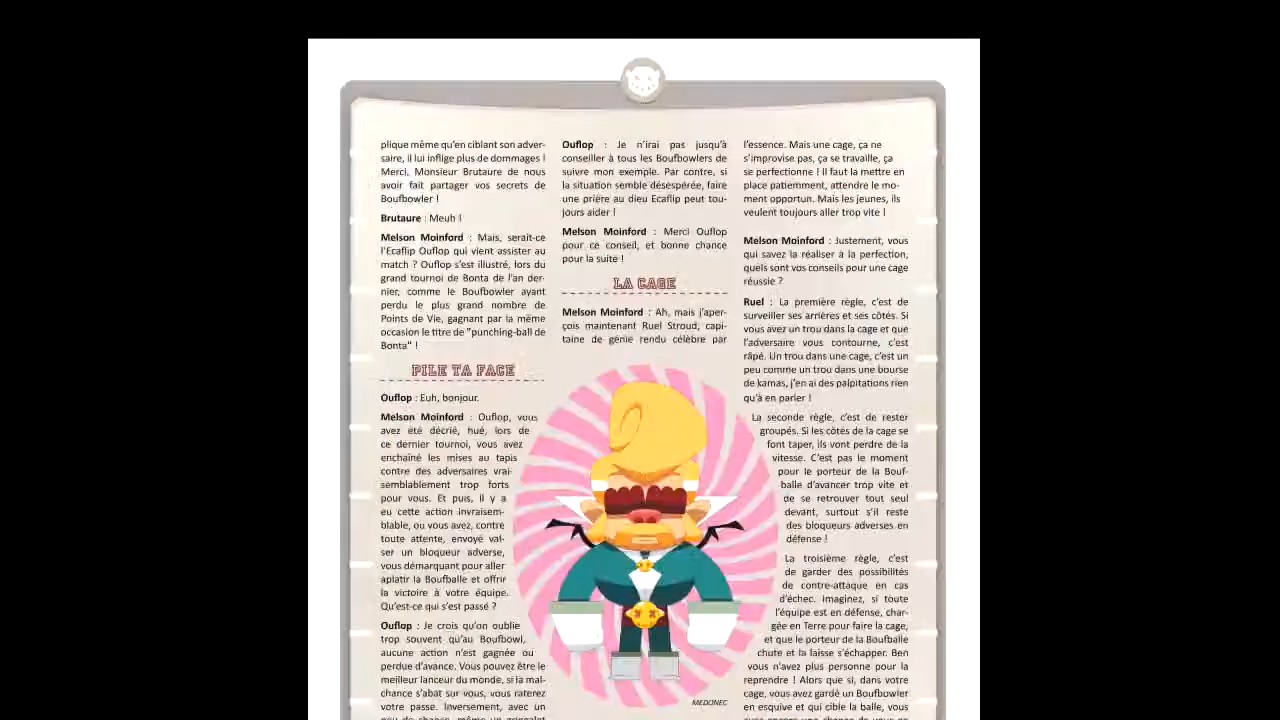 plique même qu'en ciblant son adver-
saire, il lui inflige plus de dommages !
Merci, Monsieur Brutaure de nous
avoir fait partager vos secrets de
Boufbowler !
Brutaure : Meuh !
Melson Moinford : Mais, serait-ce
l'Ecaflip Ouflop qui vient assister au
match ? Ouflop s'est illustré, lors du
grand tournoi de Bonta de l'an der-
nier, comme le Boufbowler ayant
perdu le plus grand nombre de
Points de Vie, gagnant par la même
occasion le titre de "punching-ball de
Bonta" !
PILE TA FACE
Ouflop : Euh, bonjour.
Melson Moinford : Ouflop, vous
avez été décrié, hué, lors de
ce dernier tournoi, vous avez
enchaîné les mises au tapis
contre des adversaires vrai-
semblablement trop forts
pour vous. Et puis, il y a
eu cette action invraisem-
blable, ou vous avez, contre
toute attente, envoyé val-
ser un bloqueur adverse,
vous démarquant pour aller
aplatir la Boufballe et offrir
la victoire à votre équipe.
Qu'est-ce qui s'est passé ?
Ouflop : Je crois qu'on oublie
trop souvent qu'au Boufbowl,
aucune action n'est gagnée ou
perdue d'avance. Vous pouvez être le
meilleur lanceur du monde, si la mal-
chance s'abat sur vous, vous raterez
votre passe. Inversement, avec un
peu de chance, même un gringalet
Ouflop : Je n'irai pas jusqu'à
conseiller à tous les Boufbowlers de
suivre mon exemple. Par contre, si
la situation semble désespérée, faire
une prière au dieu Ecaflip peut tou-
jours aider !
Melson Moinford : Merci Ouflop
pour ce conseil, et bonne chance
pour la suite !
LA CAGE
Melson Moinford : Ah, mais j'aper-
çois maintenant Ruel Stroud, capi-
taine de génie rendu célèbre par
MEDONEC
l'essence. Mais une cage, ça ne
s'improvise pas, ça se travaille, ça
se perfectionne ! Il faut la mettre en
place patiemment, attendre le mo-
ment opportun. Mais les jeunes, ils
veulent toujours aller trop vite !
Melson Moinford : Justement, vous
qui savez la réaliser à la perfection,
quels sont vos conseils pour une cage
réussie ?
Ruel : La première règle, c'est de
surveiller ses arrières et ses côtés. Si
vous avez un trou dans la cage et que
l'adversaire vous contourne, c'est
râpé. Un trou dans une cage, c'est un
peu comme un trou dans une bourse
de kamas, j'en ai des palpitations rien
qu'à en parler !
La seconde règle, c'est de rester
groupés. Si les côtés de la cage se
font taper, ils vont perdre de la
vitesse. C'est pas le moment
pour le porteur de la Bouf-
balle d'avancer trop vite et
de se retrouver tout seul
devant, surtout s'il reste
des bloqueurs adverses en
défense !
La troisième règle, c'est
de garder des possibilités
de contre-attaque en cas
d'échec. Imaginez, si toute
l'équipe est en défense, char-
gée en Terre pour faire la cage,
et que le porteur de la Boufballe
chute et la laisse s'échapper. Ben
vous n'avez plus personne pour la
reprendre ! Alors que si, dans votre
cage, vous avez gardé un Boufbowler
en esquive et qui cible la balle, vous